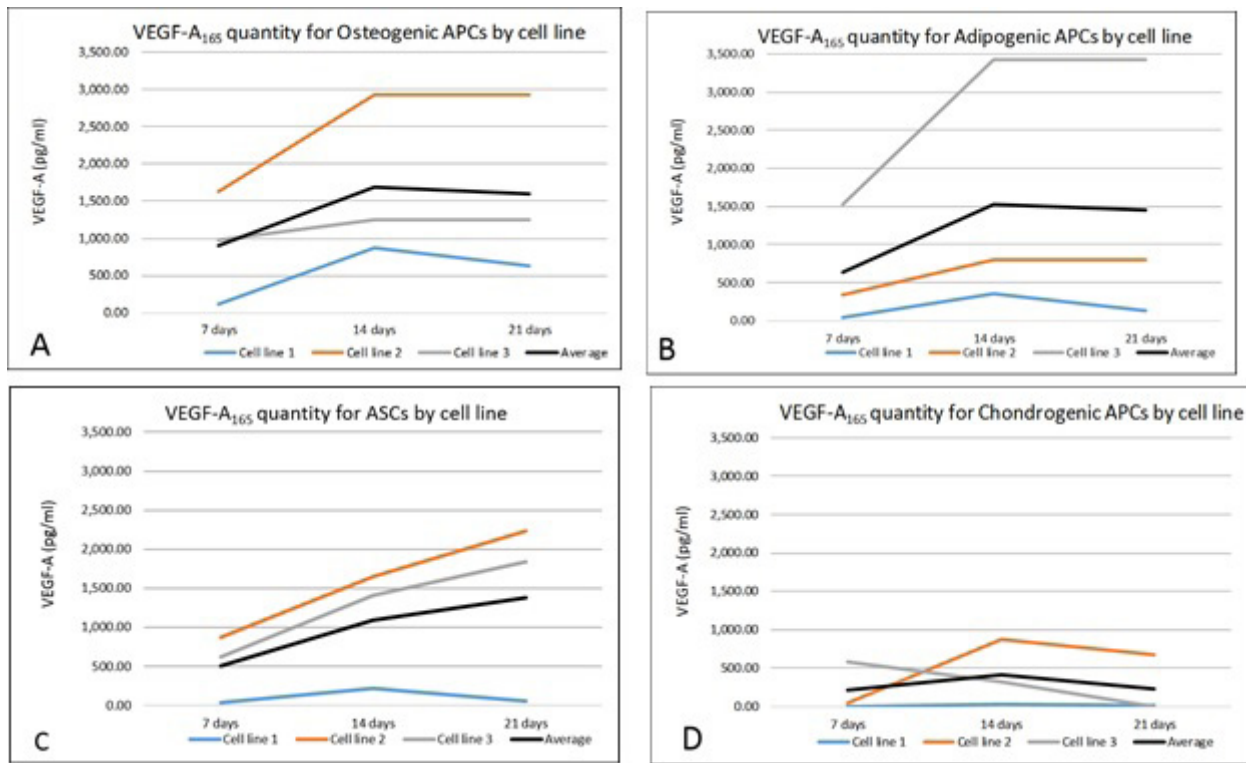 VEGF-A₁₆₅ quantity for Osteogenic APCs by cell line
3,500.00
3,000.00
2,500.00
2,000.00
1,500.00
1,000.00
500.00
0.00
VEGF-A (pg/ml)
7 days 14 days 21 days
Cell line 1 Cell line 2 Cell line 3 Average
A
VEGF-A₁₆₅ quantity for Adipogenic APCs by cell line
3,500.00
3,000.00
2,500.00
2,000.00
1,500.00
1,000.00
500.00
0.00
VEGF-A (pg/ml)
7 days 14 days 21 days
Cell line 1 Cell line 2 Cell line 3 Average
B
VEGF-A₁₆₅ quantity for ASCs by cell line
3,500.00
3,000.00
2,500.00
2,000.00
1,500.00
1,000.00
500.00
0.00
VEGF-A (pg/ml)
7 days 14 days 21 days
Cell line 1 Cell line 2 Cell line 3 Average
C
VEGF-A₁₆₅ quantity for Chondrogenic APCs by cell line
3,500.00
3,000.00
2,500.00
2,000.00
1,500.00
1,000.00
500.00
0.00
VEGF-A (pg/ml)
7 days 14 days 21 days
Cell line 1 Cell line 2 Cell line 3 Average
D